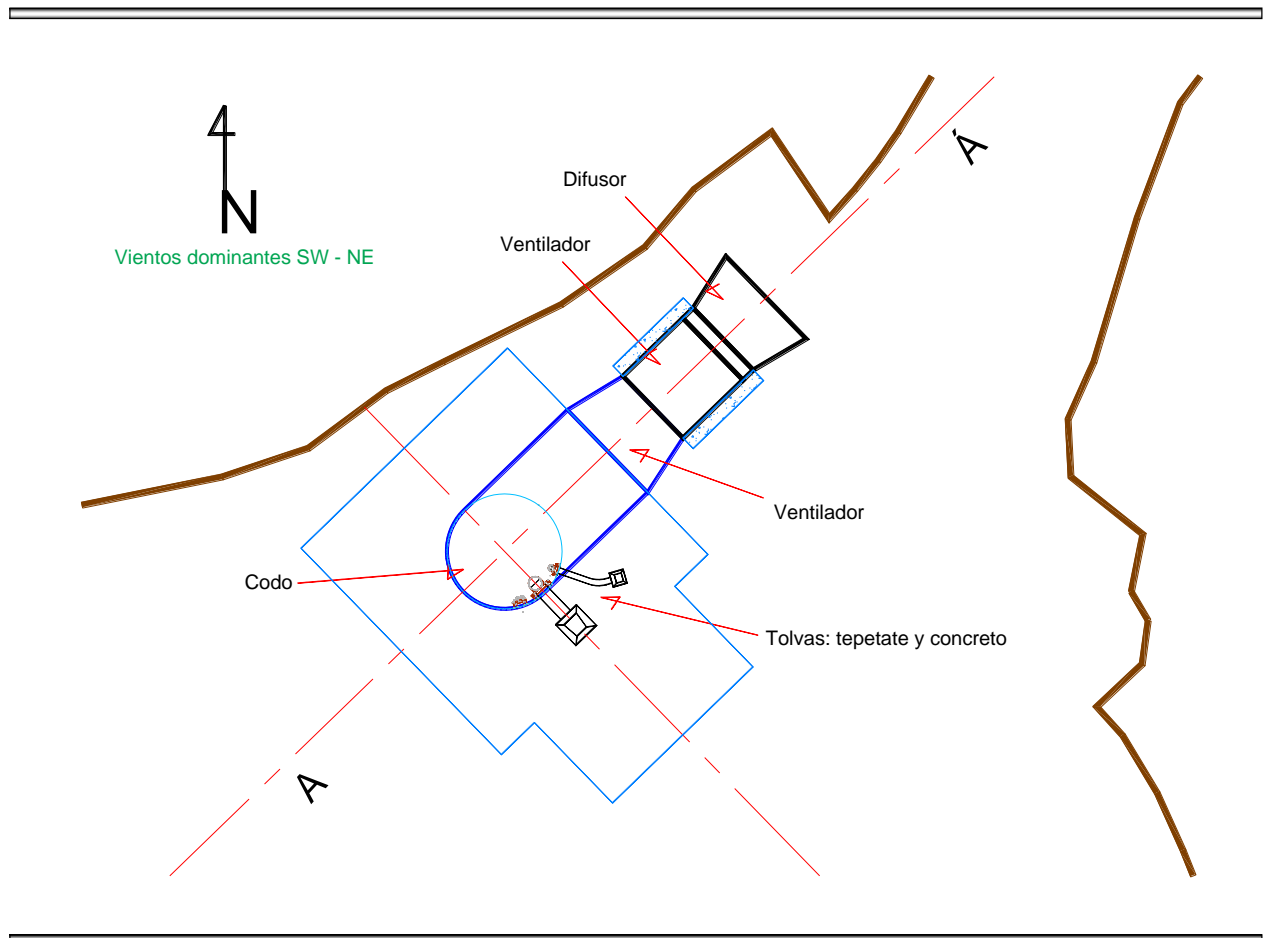 Á
Difusor
Ventilador
N
Vientos dominantes SW - NE
Ventilador
Codo
Tolvas: tepetate y concreto
A